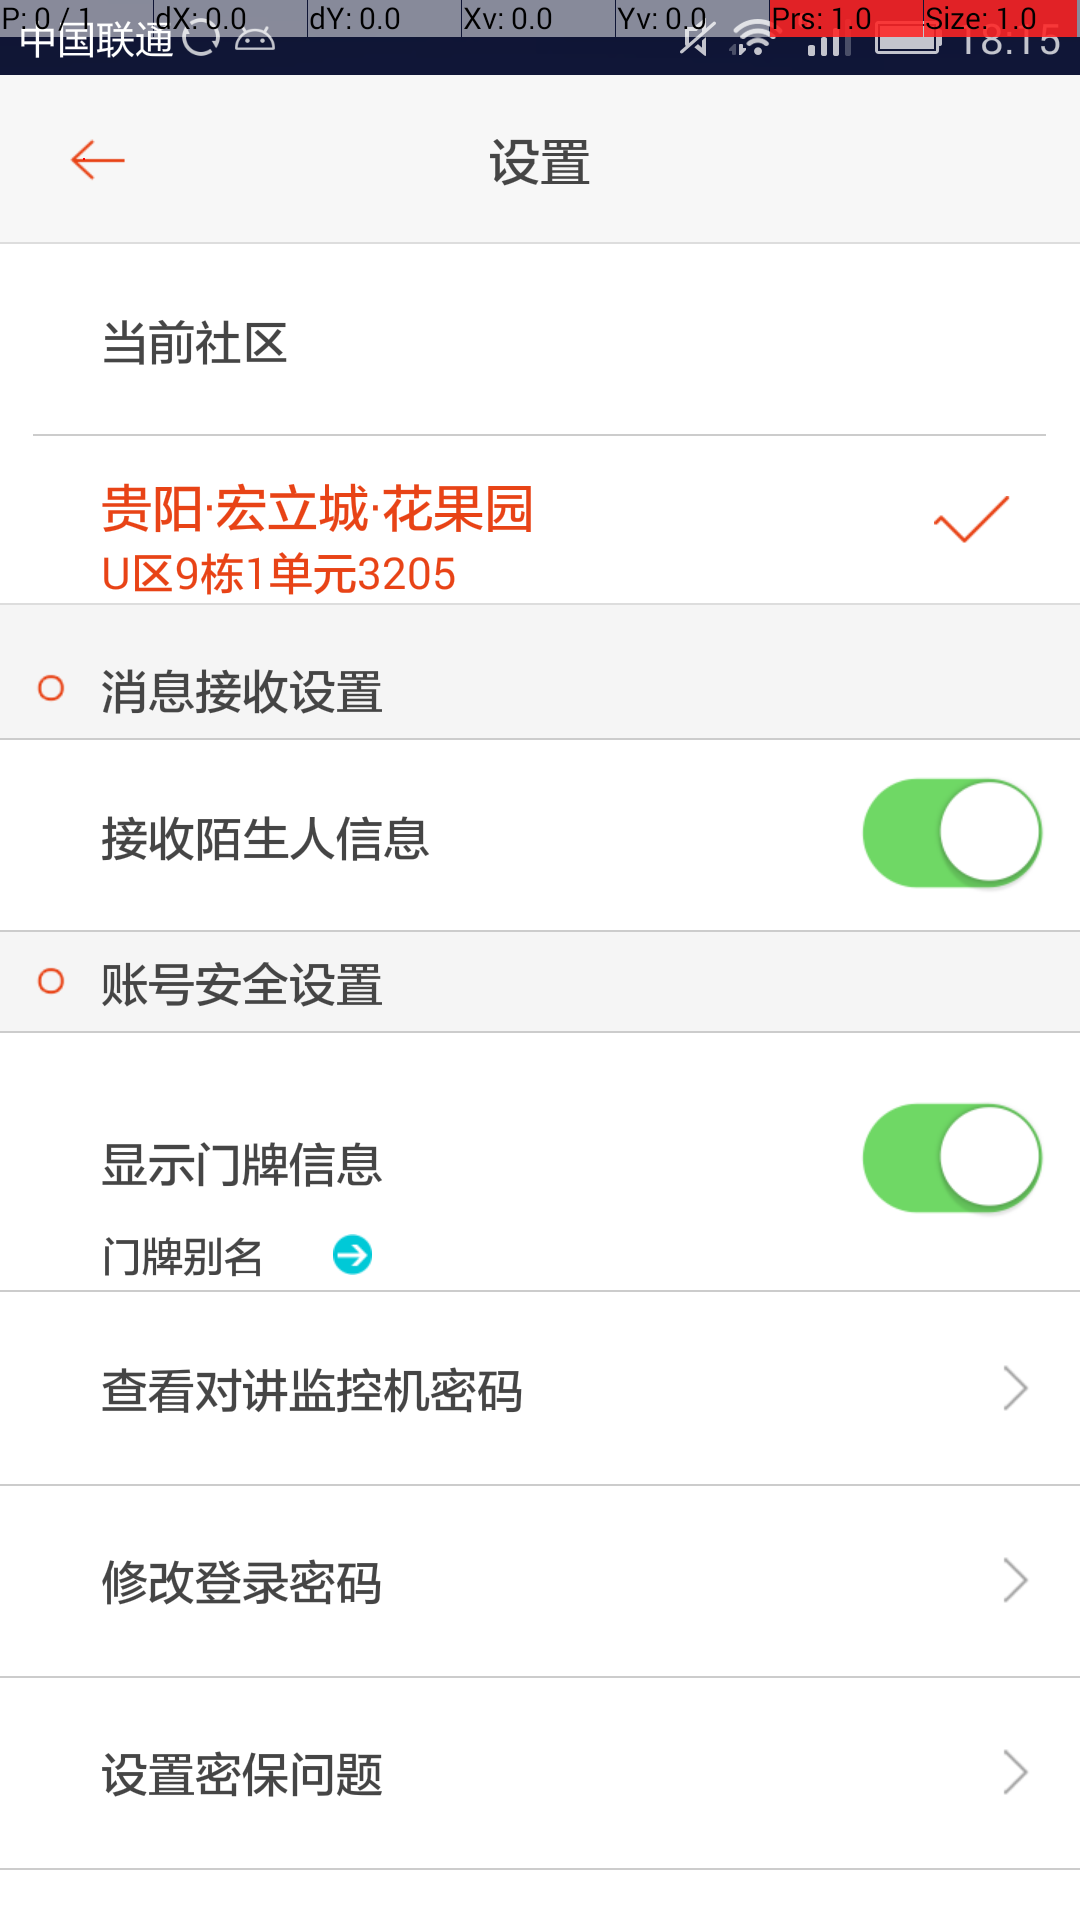 P: 0 / 1 dX: 0.0 dY: 0.0 Xv: 0.0 Yv: 0.0 Prs: 1.0 Size: 1.0
中国联通 18:15
设置
当前社区
贵阳·宏立城·花果园
U区9栋1单元3205
消息接收设置
接收陌生人信息
账号安全设置
显示门牌信息
门牌别名
查看对讲监控机密码
修改登录密码
设置密保问题